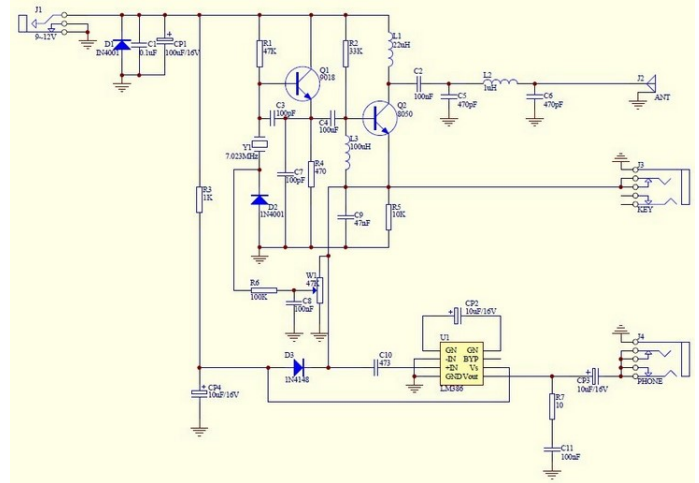 J1
9~12V
D1
1N4001
C1
0.1uF
CP1
100uF/16V
R1
47K
Q1
9018
R2
33K
L1
22uH
C2
100nF
L2
1uH
C5
470pF
C6
470pF
J2
ANT
Q2
8050
C3
100pF
C4
100nF
Y1
7.023MHz
C7
100pF
R4
470
L3
100uH
J3
KEY
R3
1K
D2
1N4001
C9
47nF
R5
10K
R6
100K
W1
47K
C8
100nF
CP2
10uF/16V
U1
GN GN
-IN BYP
+IN Vs
GND Vout
LM386
D3
1N4148
C10
473
J4
PHONE
CP3
10uF/16V
CP4
10uF/16V
R7
10
C11
100nF